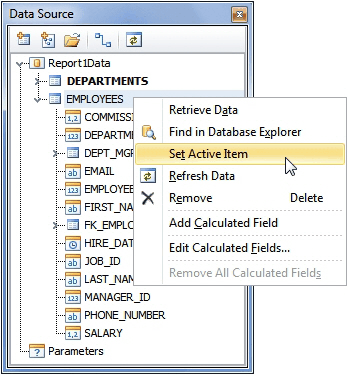 Data Source
Report1Data
DEPARTMENTS
EMPLOYEES
COMMISSI
DEPARTME
DEPT_MGR
EMAIL
EMPLOYEE
FIRST_NA
FK_EMPLO
HIRE_DAT
JOB_ID
LAST_NAM
MANAGER_ID
PHONE_NUMBER
SALARY
Parameters
Retrieve Data
Find in Database Explorer
Set Active Item
Refresh Data
Remove Delete
Add Calculated Field
Edit Calculated Fields...
Remove All Calculated Fields